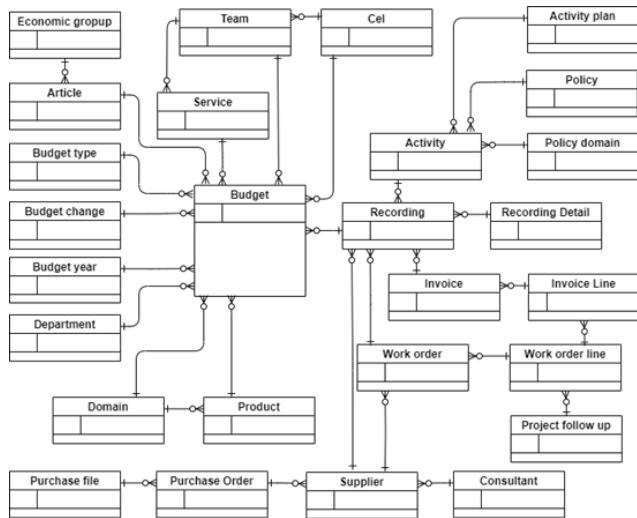 Economic gropup
Team
Cel
Activity plan
Article
Service
Policy
Budget type
Activity
Policy domain
Budget
Budget change
Recording
Recording Detail
Budget year
Invoice
Invoice Line
Department
Work order
Work order line
Domain
Product
Project follow up
Purchase file
Purchase Order
Supplier
Consultant